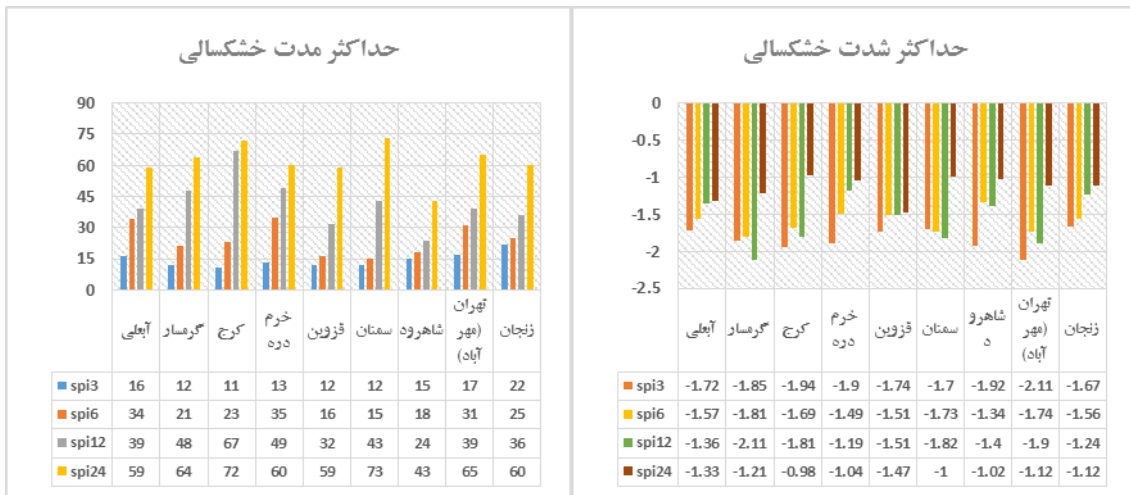 حداکثر مدت خشکسالی
90
75
60
45
30
15
0
آبعلی گرمسار کرج خرم دره قزوین سمنان شاهرود تهران (مهر آباد) زنجان
spi3 16 12 11 13 12 12 15 17 22
spi6 34 21 23 35 16 15 18 31 25
spi12 39 48 67 49 32 43 24 39 36
spi24 59 64 72 60 59 73 43 65 60
حداکثر شدت خشکسالی
0
-0.5
-1
-1.5
-2
-2.5
آبعلی گرمسار کرج خرم دره قزوین سمنان شاهرو د تهران (مهر آباد) زنجان
spi3 -1.72 -1.85 -1.94 -1.9 -1.74 -1.7 -1.92 -2.11 -1.67
spi6 -1.57 -1.81 -1.69 -1.49 -1.51 -1.73 -1.34 -1.74 -1.56
spi12 -1.36 -2.11 -1.81 -1.19 -1.51 -1.82 -1.4 -1.9 -1.24
spi24 -1.33 -1.21 -0.98 -1.04 -1.47 -1 -1.02 -1.12 -1.12